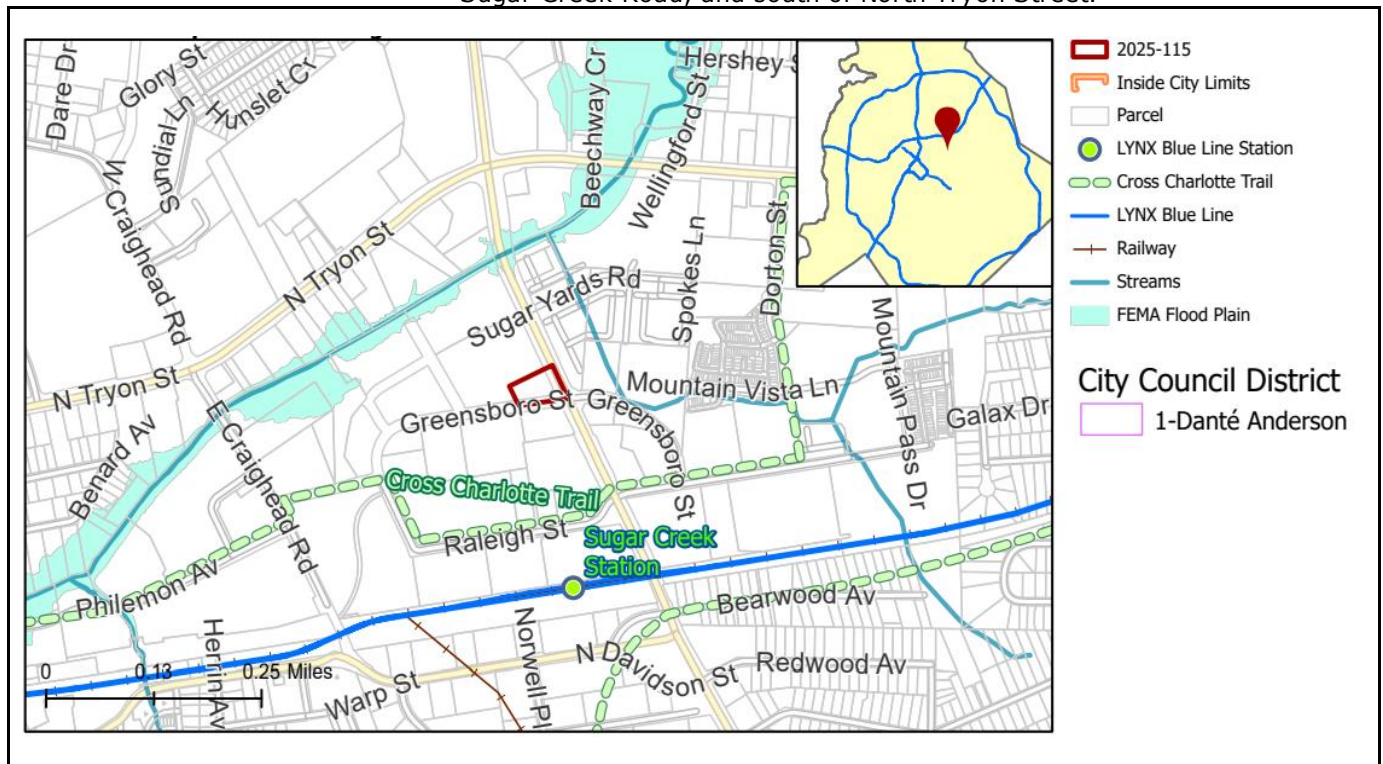 Sugar Creek Road, and south of North Tryon Street.
Dare Dr
Glory St
Sundial Ln
Hunslet Cr
W Craighead Rd
N Tryon St
Beechway Cr
Wellingford St
Hershey S
Sugar Yards Rd
Spokes Ln
Dorton St
Mountain Vista Ln
Mountain Pass Dr
Galax Dr
N Tryon St
Benard Av
E Craighead Rd
Greensboro St
Greensboro St
Cross Charlotte Trail
Raleigh St
Sugar Creek
Station
Philemon Av
Herrin Av
Warp St
Norwell Pl
N Davidson St
Bearwood Av
Redwood Av
0 0.13 0.25 Miles
2025-115
Inside City Limits
Parcel
LYNX Blue Line Station
Cross Charlotte Trail
LYNX Blue Line
Railway
Streams
FEMA Flood Plain
City Council District
1-Danté Anderson